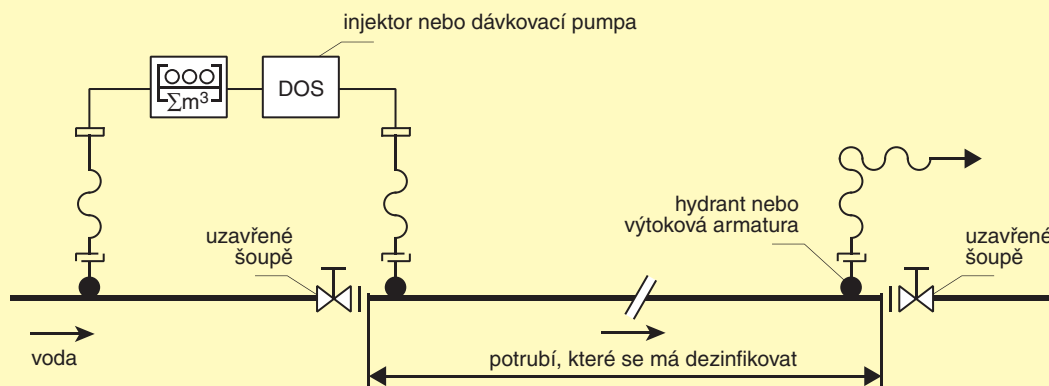 injektor nebo dávkovací pumpa
∑m³
DOS
hydrant nebo
výtoková armatura
uzavřené
šoupě
uzavřené
šoupě
voda
potrubí, které se má dezinfikovat